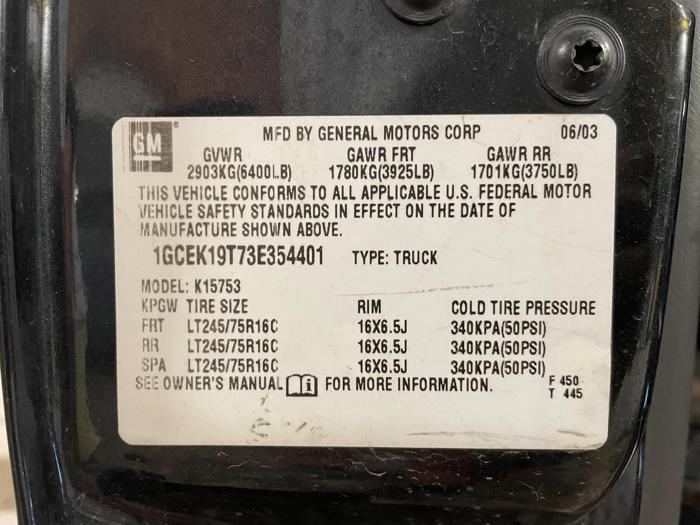 GM
MFD BY GENERAL MOTORS CORP 06/03
GVWR GAWR FRT GAWR RR
2903KG(6400LB) 1780KG(3925LB) 1701KG(3750LB)
THIS VEHICLE CONFORMS TO ALL APPLICABLE U.S. FEDERAL MOTOR
VEHICLE SAFETY STANDARDS IN EFFECT ON THE DATE OF
MANUFACTURE SHOWN ABOVE.
1GCEK19T73E354401 TYPE: TRUCK
MODEL: K15753
KPGW TIRE SIZE RIM COLD TIRE PRESSURE
FRT LT245/75R16C 16X6.5J 340KPA(50PSI)
RR LT245/75R16C 16X6.5J 340KPA(50PSI)
SPA LT245/75R16C 16X6.5J 340KPA(50PSI)
SEE OWNER'S MANUAL FOR MORE INFORMATION. F 450
T 445